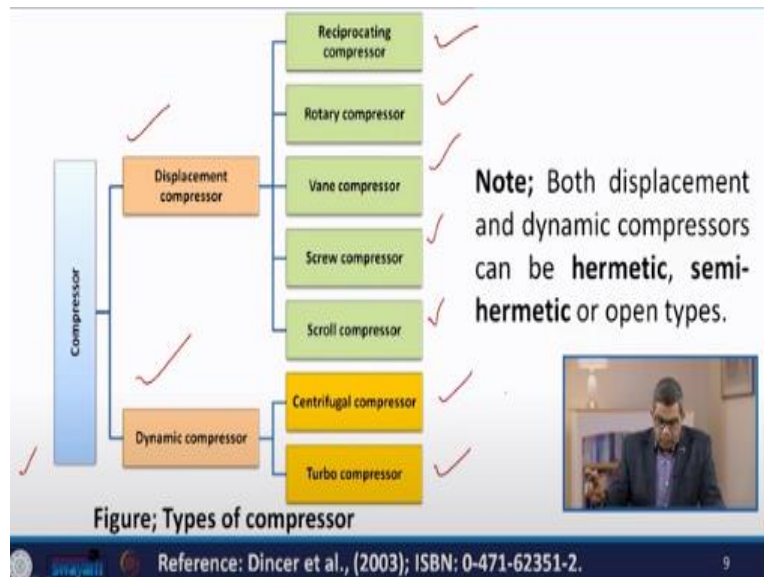 Reciprocating
compressor
Rotary compressor
Displacement
compressor
Vane compressor
Screw compressor
Scroll compressor
Compressor
Dynamic compressor
Centrifugal compressor
Turbo compressor
Note; Both displacement
and dynamic compressors
can be hermetic, semi-
hermetic or open types.
Figure; Types of compressor
swayam
Reference: Dincer et al., (2003); ISBN: 0-471-62351-2.
9